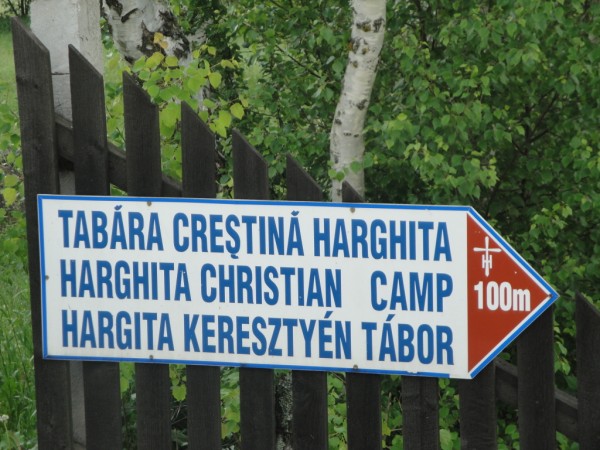 TABĂRA CREŞTINĂ HARGHITA
HARGHITA CHRISTIAN CAMP
HARGITA KERESZTYÉN TÁBOR
100m